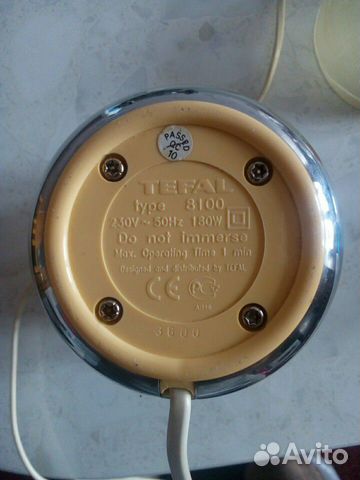 PASSED
QC
10
TEFAL
type 8100
230V ~ 50Hz 180W
Do not immerse
Max. Operating Time 1 min
Designed and distributed by TEFAL
CE
3600
Avito